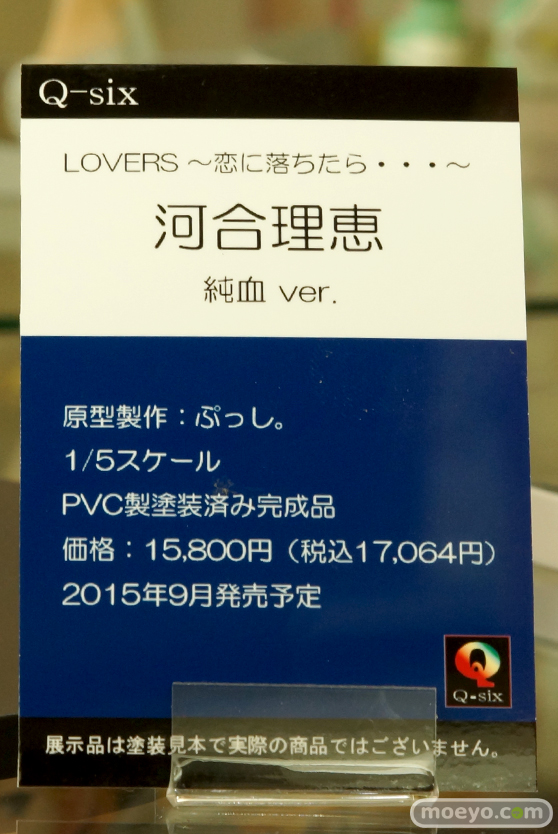 Q-six
LOVERS ～恋に落ちたら・・・～
河合理恵
純血 ver.
原型製作：ぷっし。
1/5スケール
PVC製塗装済み完成品
価格：15,800円（税込17,064円）
2015年9月発売予定
Q-six
展示品は塗装見本で実際の商品ではございません。
moeyo.com